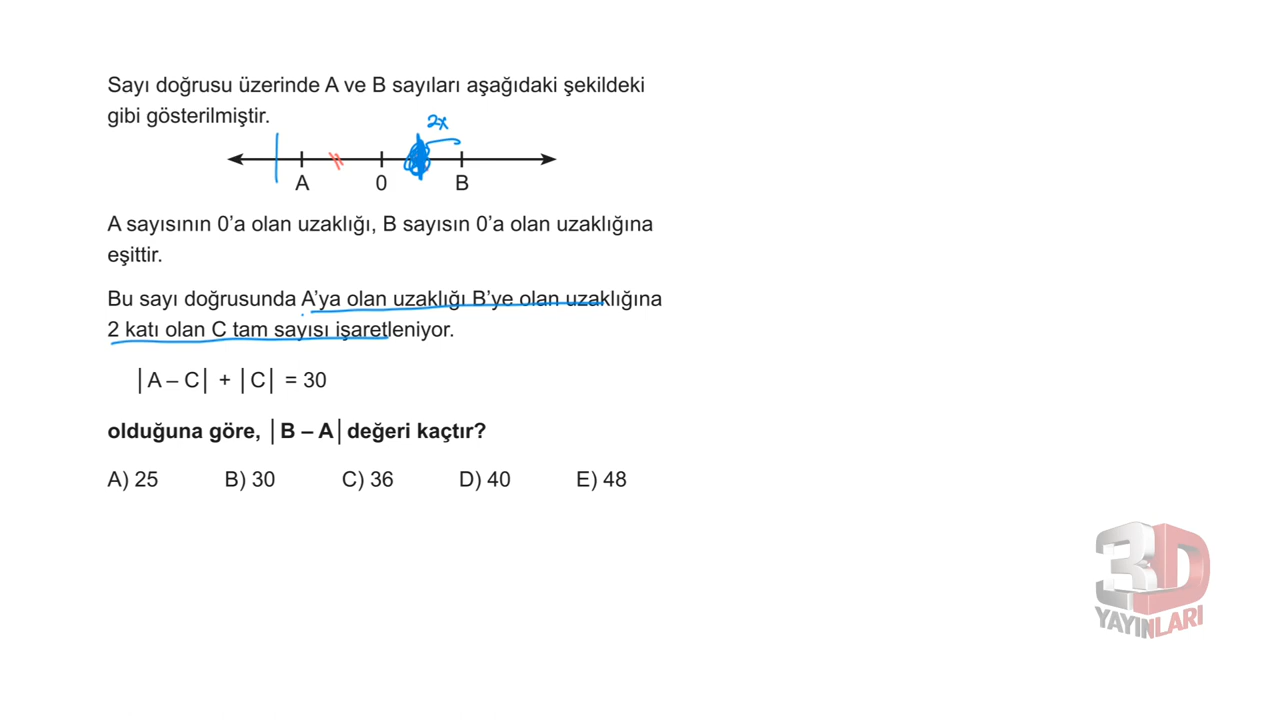 Sayı doğrusu üzerinde A ve B sayıları aşağıdaki şekildeki
gibi gösterilmiştir.
2x
A 0 B
A sayısının 0'a olan uzaklığı, B sayısın 0'a olan uzaklığına
eşittir.
Bu sayı doğrusunda A'ya olan uzaklığı B'ye olan uzaklığına
2 katı olan C tam sayısı işaretleniyor.
|A – C| + |C| = 30
olduğuna göre, |B – A| değeri kaçtır?
A) 25 B) 30 C) 36 D) 40 E) 48
3D
YAYINLARI